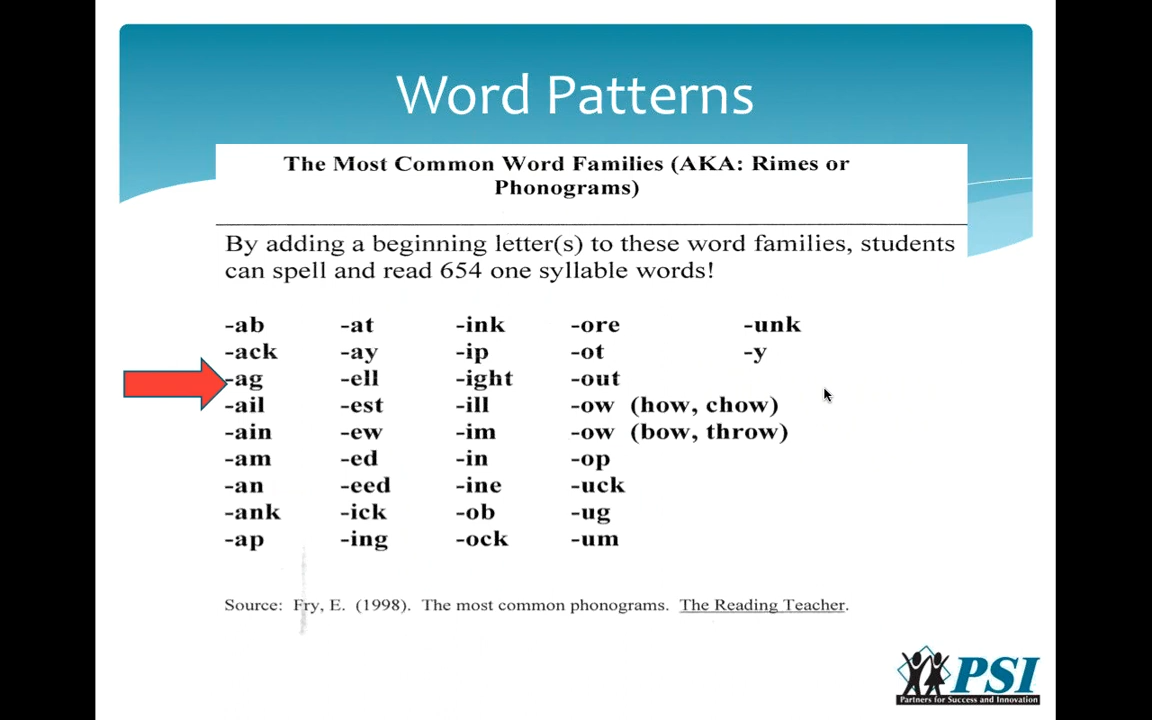 Word Patterns
The Most Common Word Families (AKA: Rimes or
Phonograms)
By adding a beginning letter(s) to these word families, students
can spell and read 654 one syllable words!
-ab -at -ink -ore -unk
-ack -ay -ip -ot -y
-ag -ell -ight -out
-ail -est -ill -ow (how, chow)
-ain -ew -im -ow (bow, throw)
-am -ed -in -op
-an -eed -ine -uck
-ank -ick -ob -ug
-ap -ing -ock -um
Source: Fry, E. (1998). The most common phonograms. The Reading Teacher.
PSI
Partners for Success and Innovation